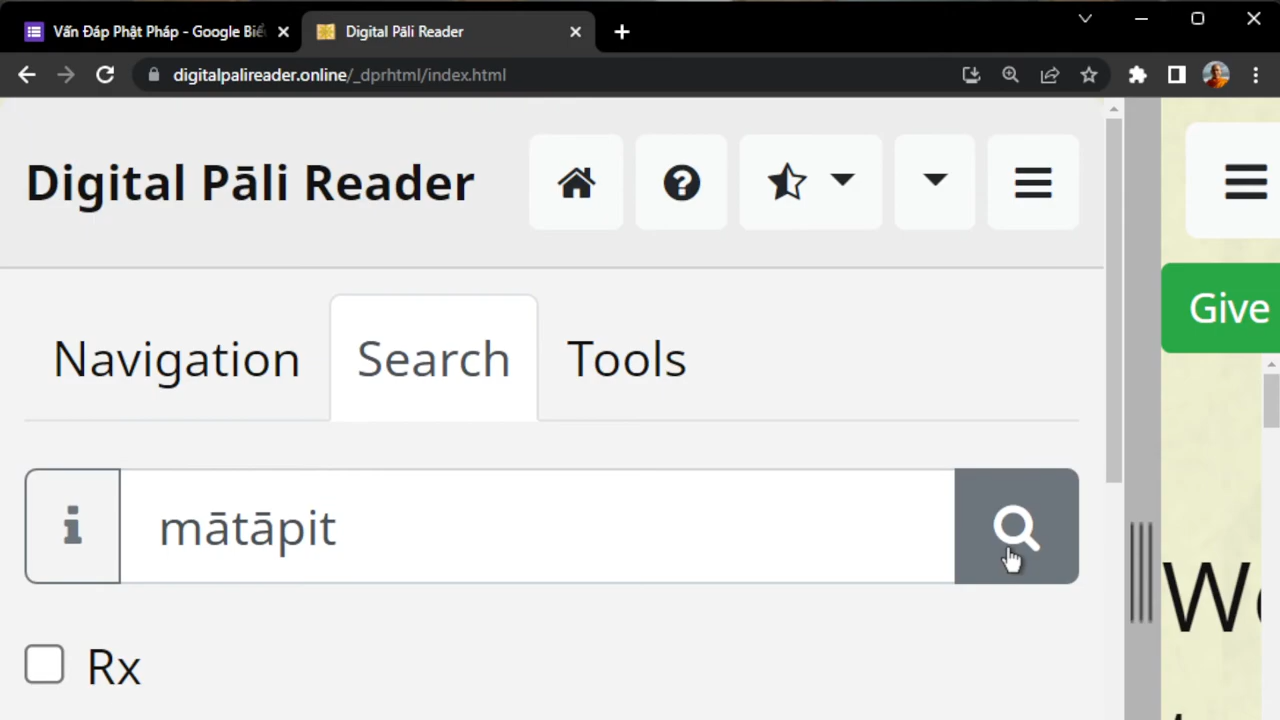 Vấn Đáp Phật Pháp - Google Biể
Digital Pāli Reader
digitalpalireader.online/_dprhtml/index.html
Digital Pāli Reader
Give
Navigation
Search
Tools
mātāpit
Rx